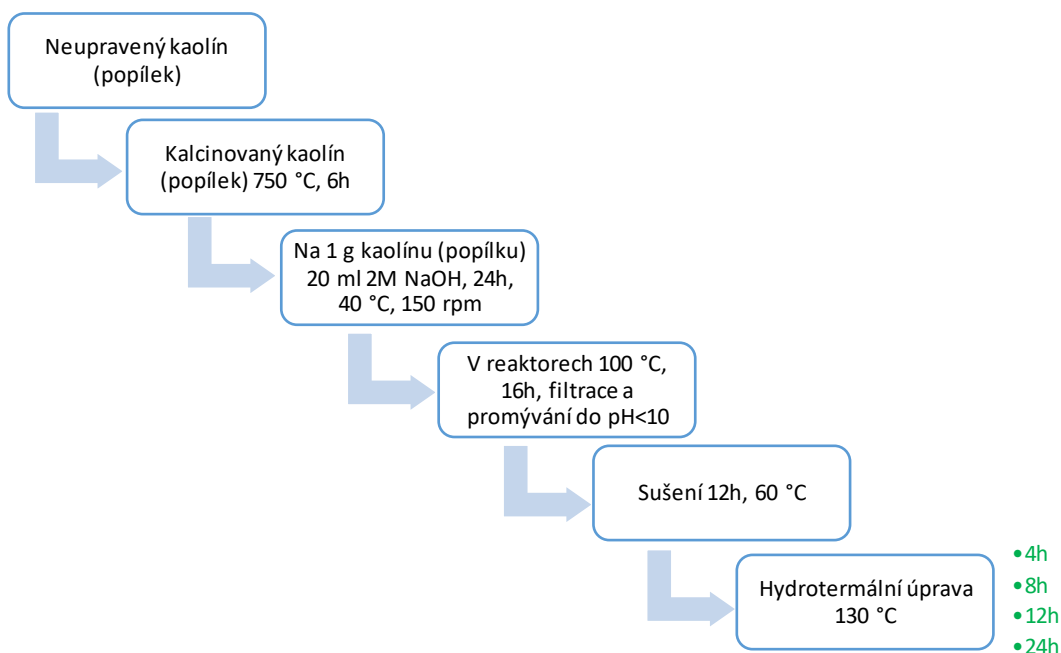 Neupravený kaolín
(popílek)
Kalcinovaný kaolín
(popílek) 750 °C, 6h
Na 1 g kaolínu (popílku)
20 ml 2M NaOH, 24h,
40 °C, 150 rpm
V reaktorech 100 °C,
16h, filtrace a
promývání do pH<10
Sušení 12h, 60 °C
Hydrotermální úprava
130 °C
•4h
•8h
•12h
•24h